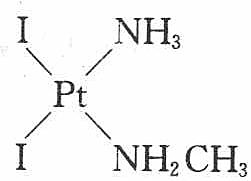 I NH₃
Pt
I NH₂CH₃